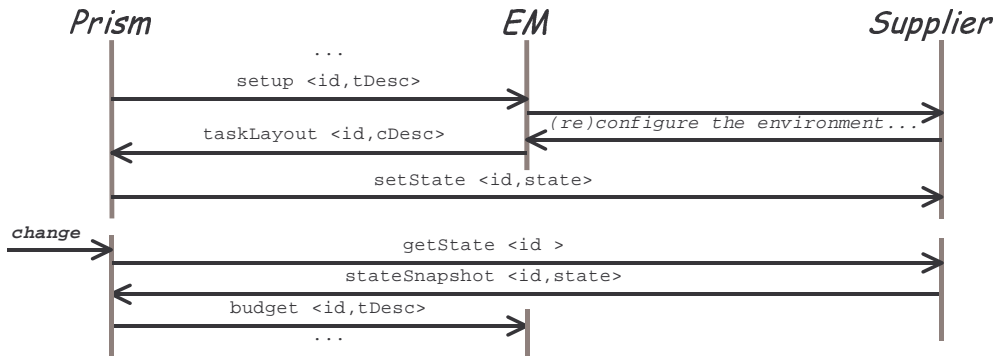 Prism EM Supplier
...
setup <id,tDesc>
(re)configure the environment...
taskLayout <id,cDesc>
setState <id,state>
change
getState <id >
stateSnapshot <id,state>
budget <id,tDesc>
...